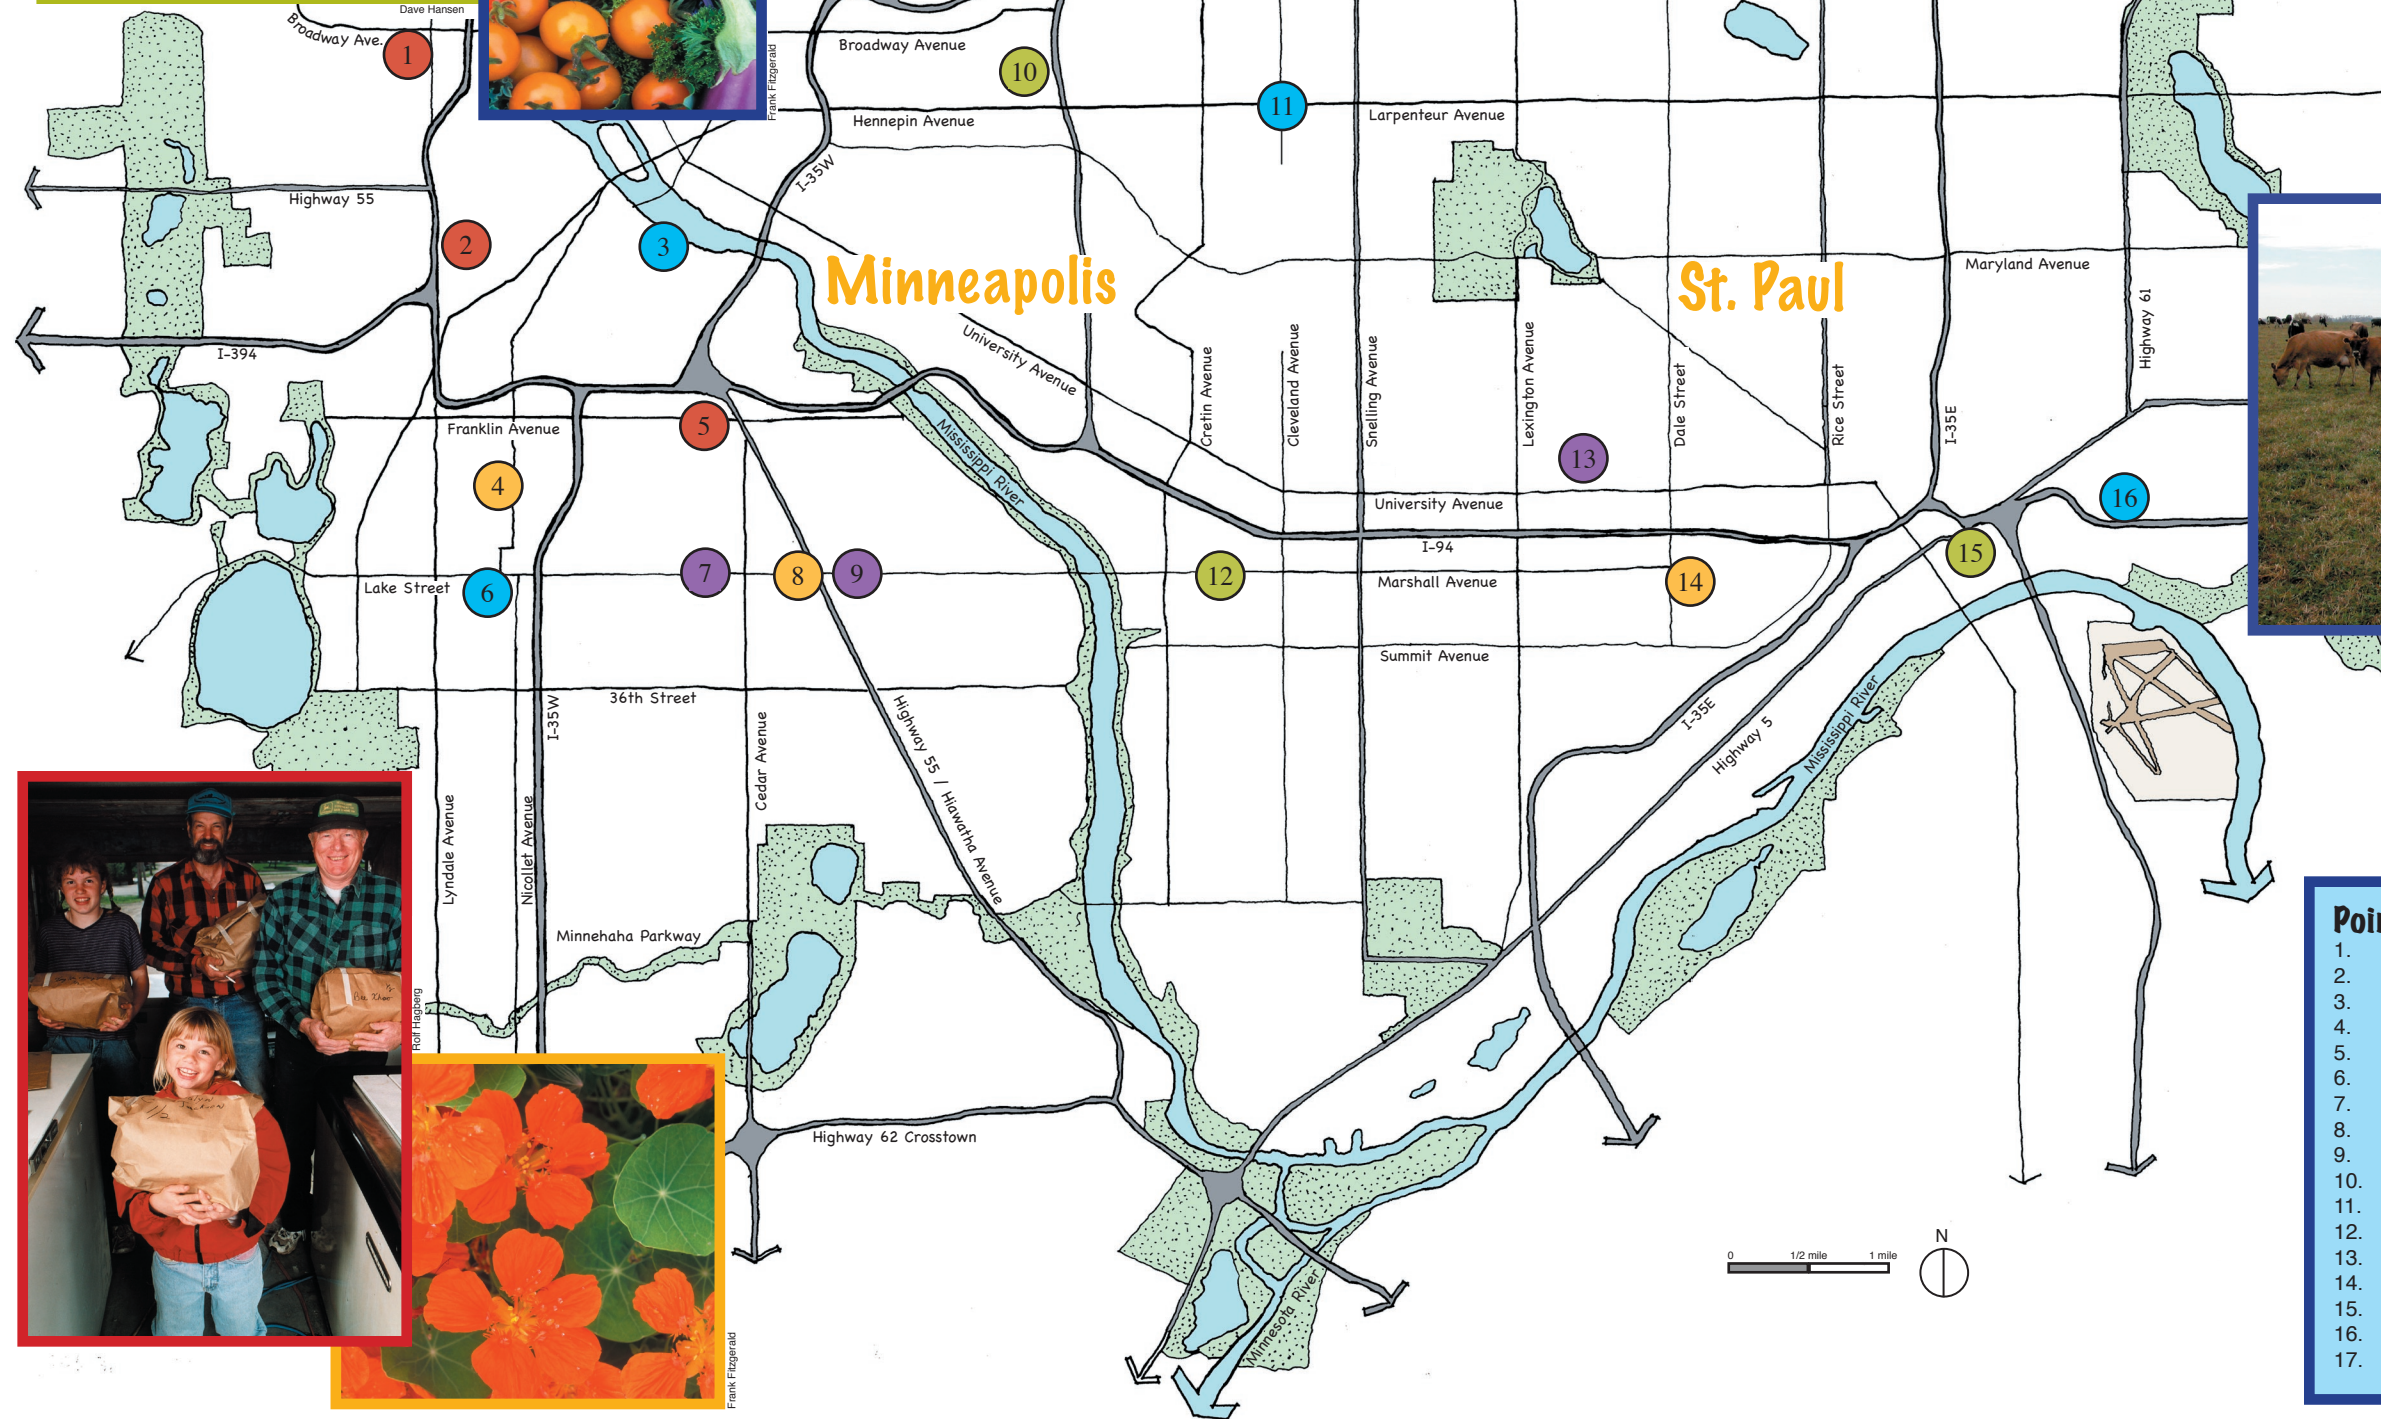 Dave Hansen
Broadway Ave.
1
Frank Fitzgerald
Broadway Avenue
10
11
Hennepin Avenue
Larpenteur Avenue
I-35W
Highway 55
2
3
Minneapolis
St. Paul
Maryland Avenue
Highway 61
I-394
University Avenue
Cretin Avenue
Cleveland Avenue
Snelling Avenue
Lexington Avenue
Dale Street
Rice Street
I-35E
Franklin Avenue
5
Mississippi River
4
13
University Avenue
16
I-94
15
Lake Street
6
7
8
9
12
Marshall Avenue
14
Summit Avenue
36th Street
I-35W
Cedar Avenue
Highway 55 / Hiawatha Avenue
I-35E
Highway 5
Mississippi River
Lyndale Avenue
Nicollet Avenue
Minnehaha Parkway
Rolf Hagberg
Highway 62 Crosstown
Minnesota River
Frank Fitzgerald
0 1/2 mile 1 mile
N
Poin
1.
2.
3.
4.
5.
6.
7.
8.
9.
10.
11.
12.
13.
14.
15.
16.
17.